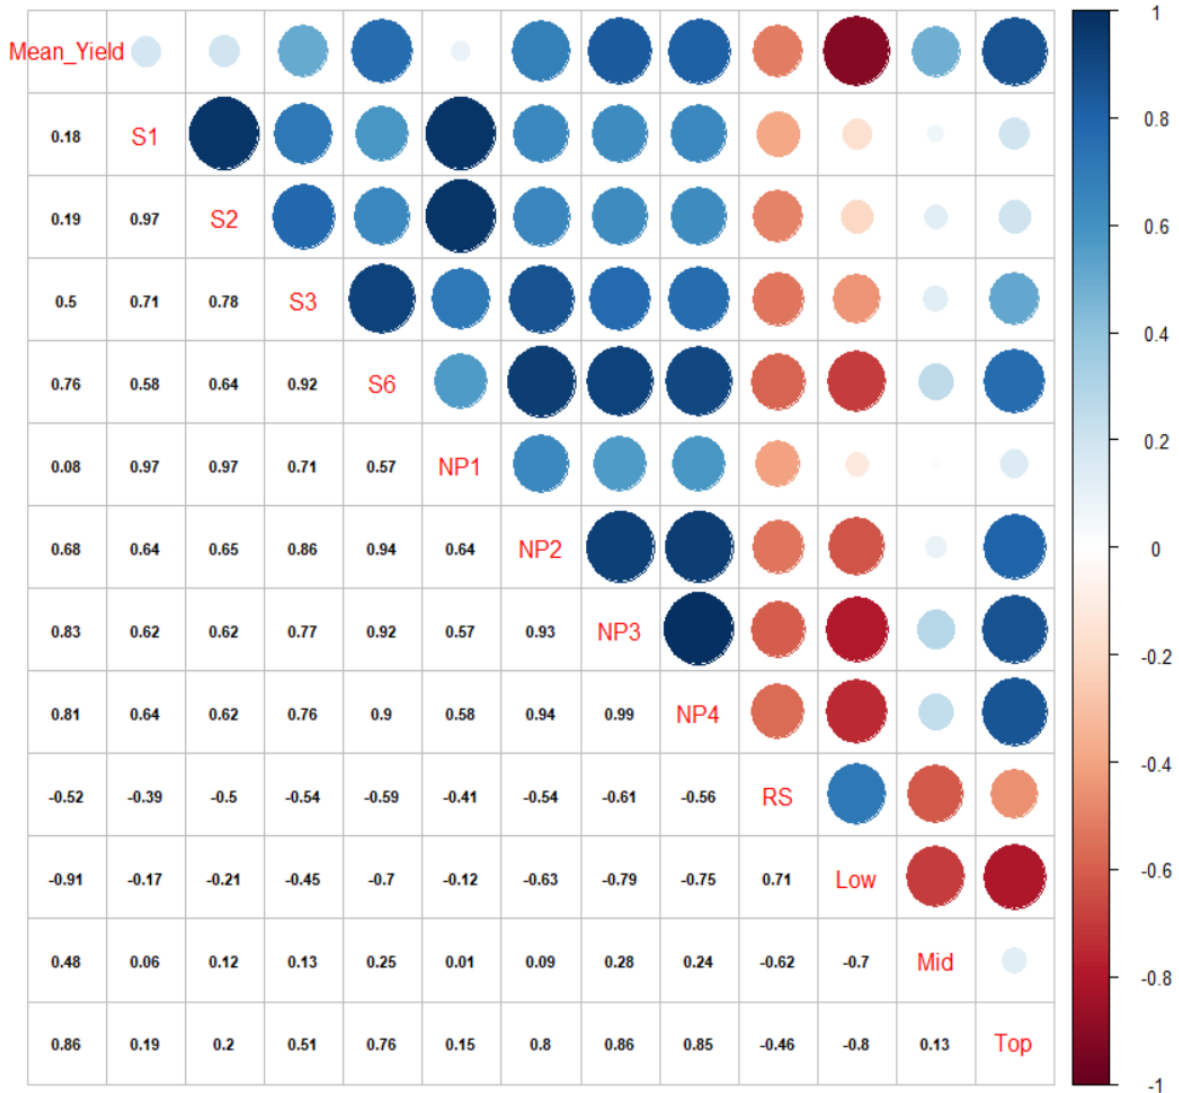 Mean_Yield
0.18 S1
0.19 0.97 S2
0.5 0.71 0.78 S3
0.76 0.58 0.64 0.92 S6
0.08 0.97 0.97 0.71 0.57 NP1
0.68 0.64 0.65 0.86 0.94 0.64 NP2
0.83 0.62 0.62 0.77 0.92 0.57 0.93 NP3
0.81 0.64 0.62 0.76 0.9 0.58 0.94 0.99 NP4
-0.52 -0.39 -0.5 -0.54 -0.59 -0.41 -0.54 -0.61 -0.56 RS
-0.91 -0.17 -0.21 -0.45 -0.7 -0.12 -0.63 -0.79 -0.75 0.71 Low
0.48 0.06 0.12 0.13 0.25 0.01 0.09 0.28 0.24 -0.62 -0.7 Mid
0.86 0.19 0.2 0.51 0.76 0.15 0.8 0.86 0.85 -0.46 -0.8 0.13 Top
1
0.8
0.6
0.4
0.2
0
-0.2
-0.4
-0.6
-0.8
-1